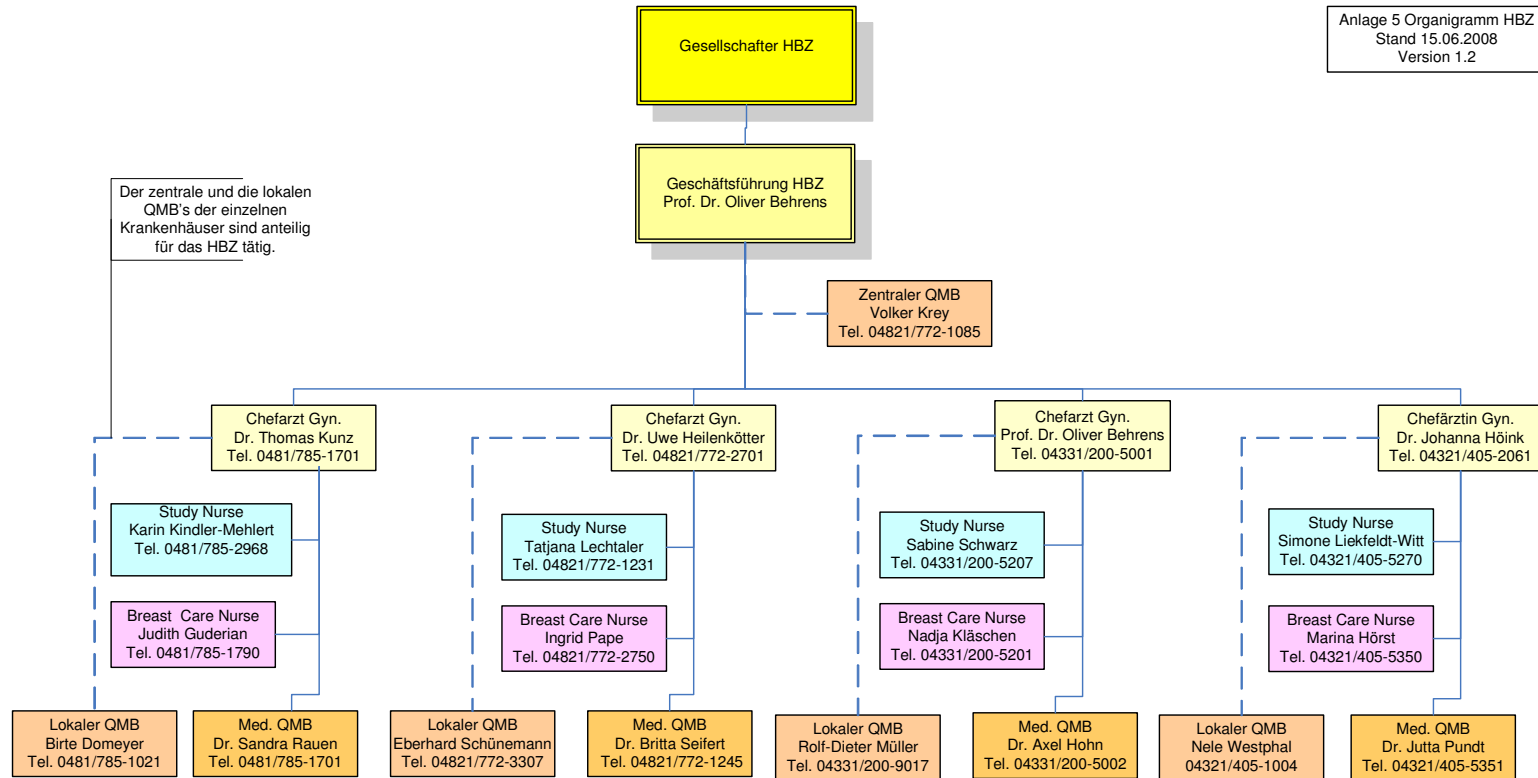 Anlage 5 Organigramm HBZ
Stand 15.06.2008
Version 1.2
Gesellschafter HBZ
Geschäftsführung HBZ
Prof. Dr. Oliver Behrens
Der zentrale und die lokalen
QMB's der einzelnen
Krankenhäuser sind anteilig
für das HBZ tätig.
Zentraler QMB
Volker Krey
Tel. 04821/772-1085
Chefarzt Gyn.
Dr. Thomas Kunz
Tel. 0481/785-1701
Chefarzt Gyn.
Dr. Uwe Heilenkötter
Tel. 04821/772-2701
Chefarzt Gyn.
Prof. Dr. Oliver Behrens
Tel. 04331/200-5001
Chefärztin Gyn.
Dr. Johanna Höink
Tel. 04321/405-2061
Study Nurse
Karin Kindler-Mehlert
Tel. 0481/785-2968
Study Nurse
Tatjana Lechtaler
Tel. 04821/772-1231
Study Nurse
Sabine Schwarz
Tel. 04331/200-5207
Study Nurse
Simone Liekfeldt-Witt
Tel. 04321/405-5270
Breast Care Nurse
Judith Guderian
Tel. 0481/785-1790
Breast Care Nurse
Ingrid Pape
Tel. 04821/772-2750
Breast Care Nurse
Nadja Kläschen
Tel. 04331/200-5201
Breast Care Nurse
Marina Hörst
Tel. 04321/405-5350
Lokaler QMB
Birte Domeyer
Tel. 0481/785-1021
Med. QMB
Dr. Sandra Rauen
Tel. 0481/785-1701
Lokaler QMB
Eberhard Schünemann
Tel. 04821/772-3307
Med. QMB
Dr. Britta Seifert
Tel. 04821/772-1245
Lokaler QMB
Rolf-Dieter Müller
Tel. 04331/200-9017
Med. QMB
Dr. Axel Hohn
Tel. 04331/200-5002
Lokaler QMB
Nele Westphal
04321/405-1004
Med. QMB
Dr. Jutta Pundt
Tel. 04321/405-5351